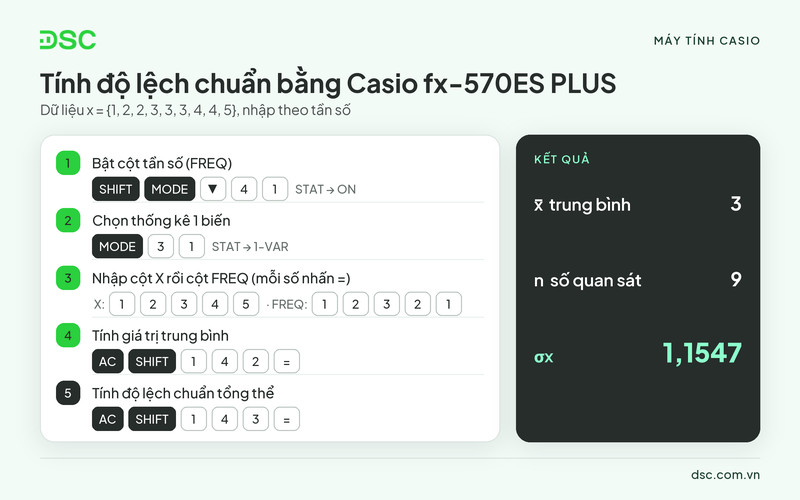 DSC
MÁY TÍNH CASIO
Tính độ lệch chuẩn bằng Casio fx-570ES PLUS
Dữ liệu x = {1, 2, 2, 3, 3, 3, 4, 4, 5}, nhập theo tần số
1 Bật cột tần số (FREQ)
SHIFT MODE ▼ 4 1 STAT → ON
2 Chọn thống kê 1 biến
MODE 3 1 STAT → 1-VAR
3 Nhập cột X rồi cột FREQ (mỗi số nhấn =)
X: 1 2 3 4 5 · FREQ: 1 2 3 2 1
4 Tính giá trị trung bình
AC SHIFT 1 4 2 =
5 Tính độ lệch chuẩn tổng thể
AC SHIFT 1 4 3 =
KẾT QUẢ
x̅ trung bình 3
n số quan sát 9
σx 1,1547
dsc.com.vn